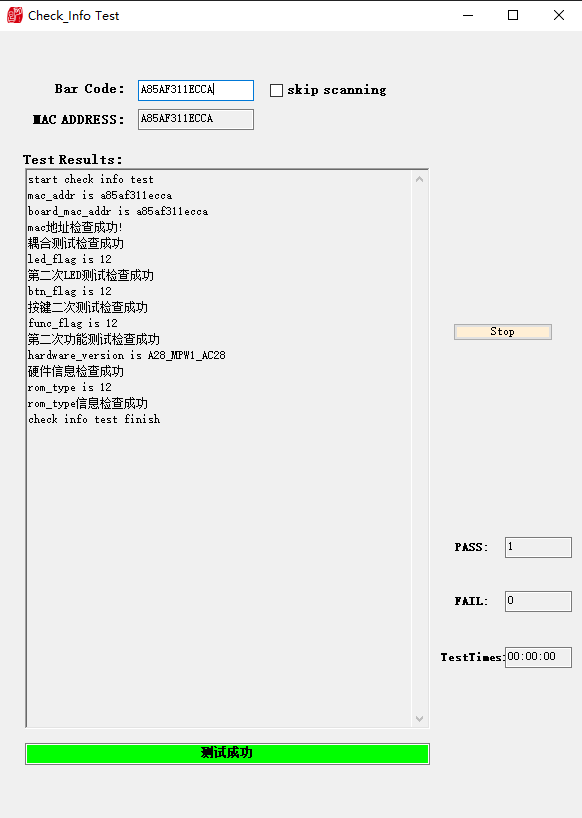 Check_Info Test
Bar Code: A85AF311ECCA skip scanning
MAC ADDRESS: A85AF311ECCA
Test Results:
start check info test
mac_addr is a85af311ecca
board_mac_addr is a85af311ecca
mac地址检查成功!
耦合测试检查成功
led_flag is 12
第二次LED测试检查成功
btn_flag is 12
按键二次测试检查成功
func_flag is 12
第二次功能测试检查成功
hardware_version is A28_MPW1_AC28
硬件信息检查成功
rom_type is 12
rom_type信息检查成功
check info test finish
Stop
PASS: 1
FAIL: 0
TestTimes: 00:00:00
测试成功